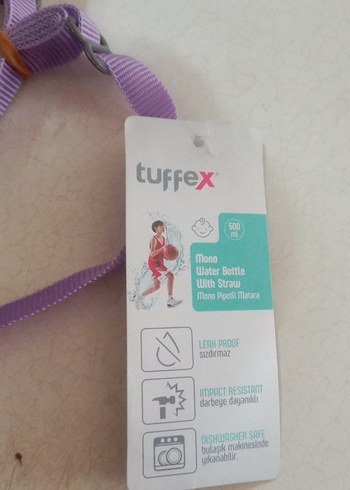 tuffex
500
ml
Mono
Water Bottle
With Straw
Mono Pipetli Matara
LEAK PROOF
sızdırmaz
IMPACT RESISTANT
darbeye dayanıklı
DISHWASHER SAFE
bulaşık makinesinde
yıkanabilir.